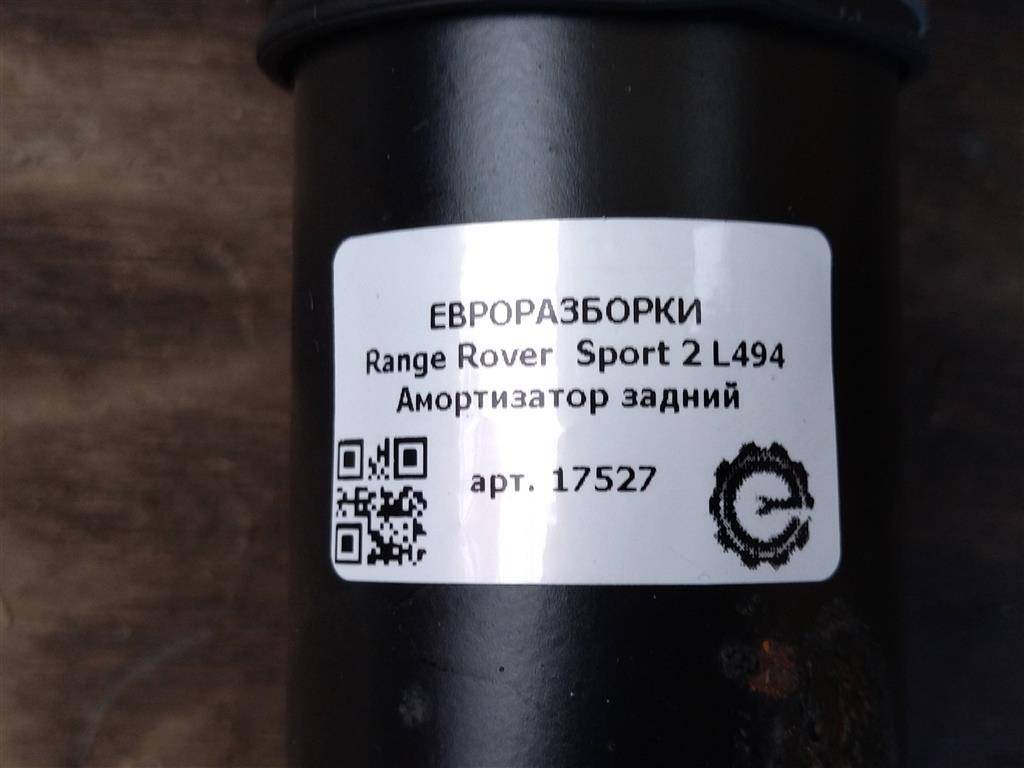 ЕВРОРАЗБОРКИ
Range Rover Sport 2 L494
Амортизатор задний
арт. 17527